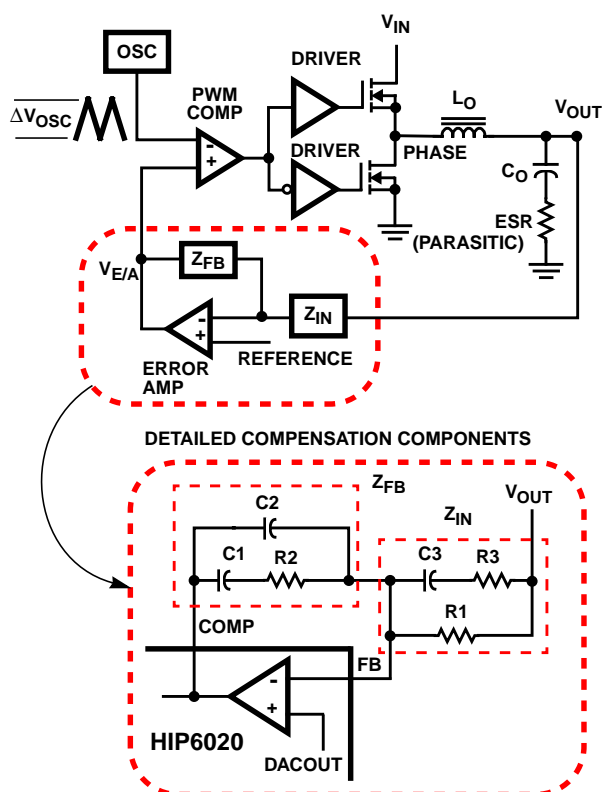 OSC
ΔVOSC
PWM
COMP
-
+
DRIVER
DRIVER
VIN
LO
VOUT
PHASE
CO
ESR
(PARASITIC)
VE/A
ZFB
-
+
ZIN
REFERENCE
ERROR
AMP
DETAILED COMPENSATION COMPONENTS
ZFB
C2
C1
R2
ZIN
VOUT
C3
R3
R1
COMP
FB
-
+
HIP6020
DACOUT